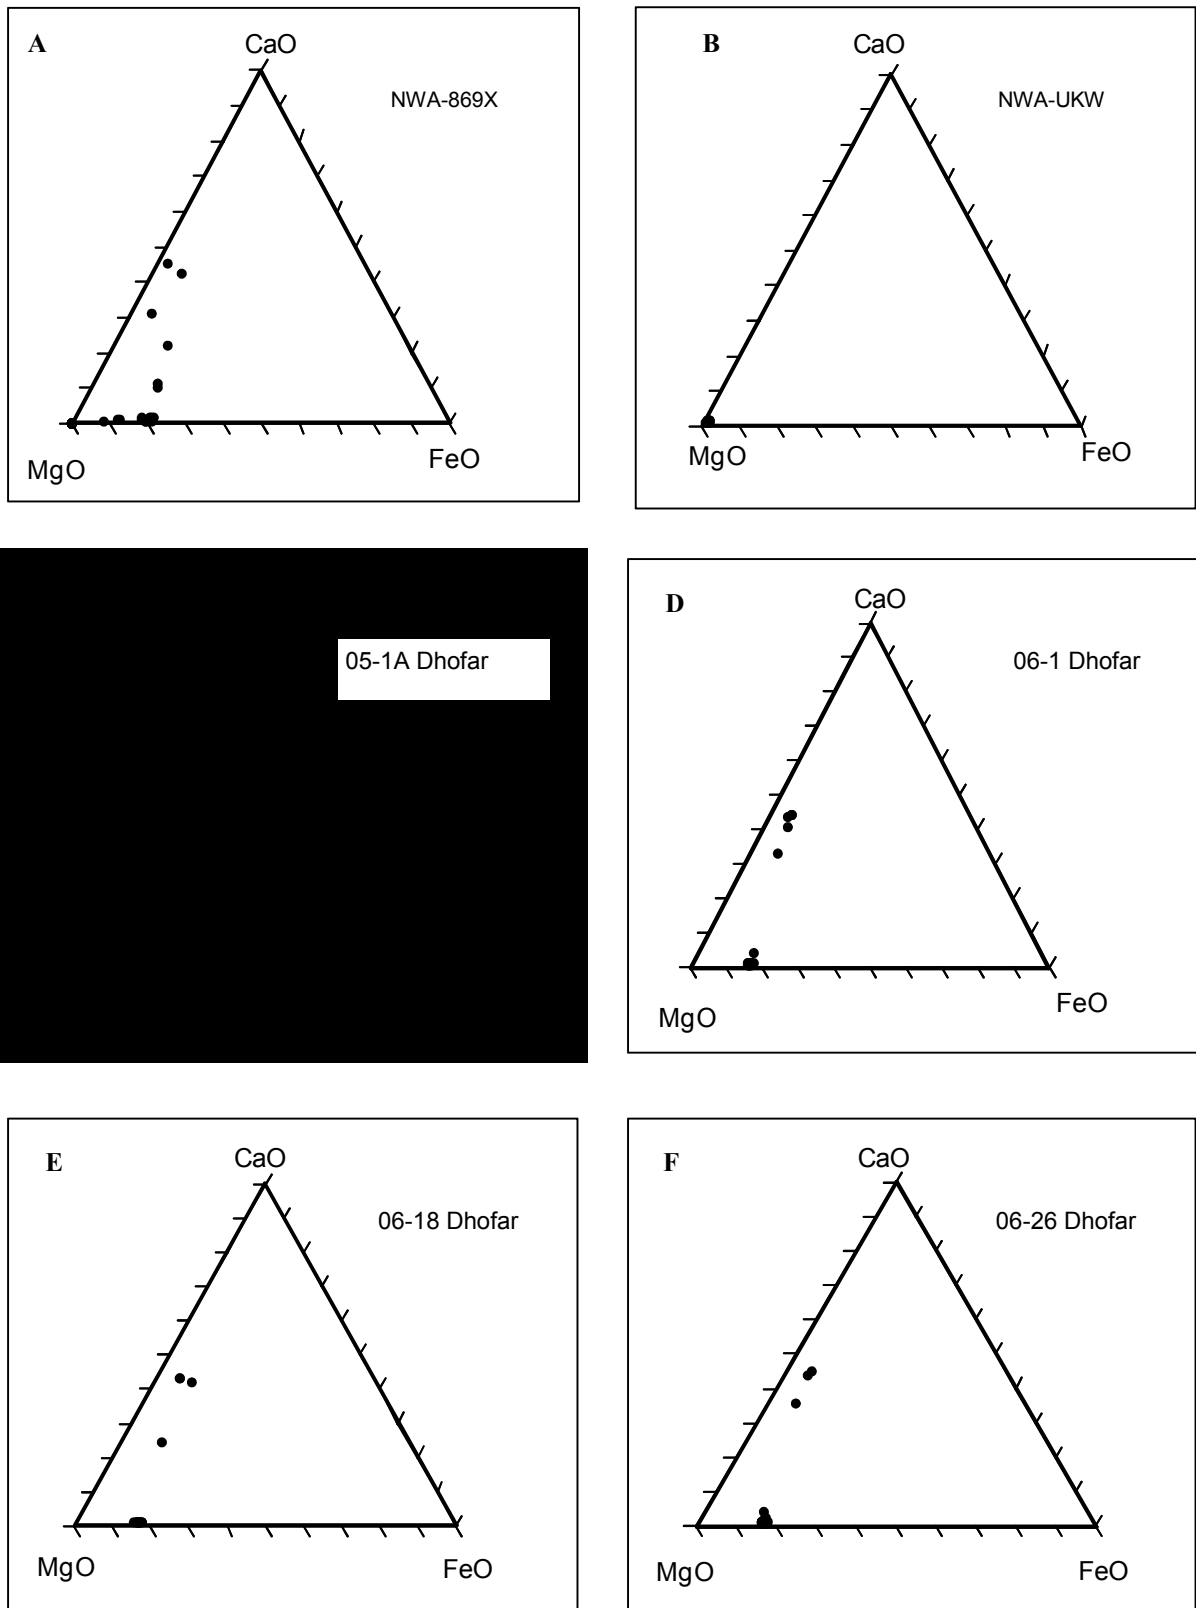 A
CaO
NWA-869X
MgO
FeO
B
CaO
NWA-UKW
MgO
FeO
05-1A Dhofar
D
CaO
06-1 Dhofar
MgO
FeO
E
CaO
06-18 Dhofar
MgO
FeO
F
CaO
06-26 Dhofar
MgO
FeO